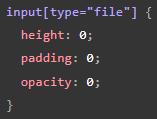 input[type="file"] {
  height: 0;
  padding: 0;
  opacity: 0;
}